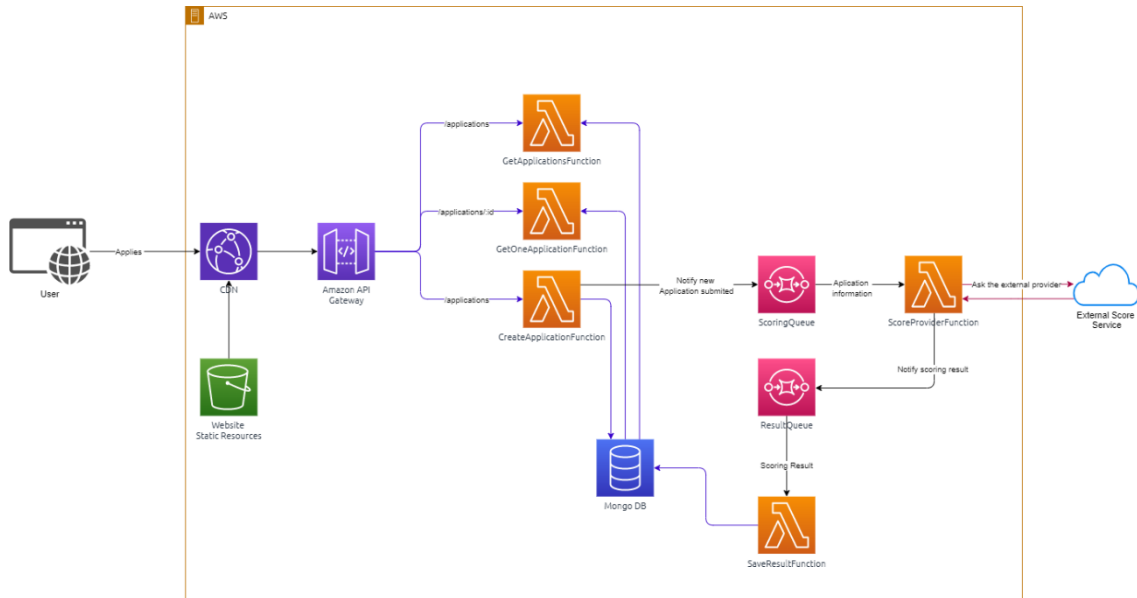 AWS
/applications
GetApplicationsFunction
/applications/:id
GetOneApplicationFunction
Applies
User
CDN
Amazon API
Gateway
/applications
CreateApplicationFunction
Notify new
Application submited
ScoringQueue
Aplication
information
ScoreProviderFunction
Ask the external provider
External Score
Service
Notify scoring result
ResultQueue
Website
Static Resources
Scoring Result
Mongo DB
SaveResultFunction